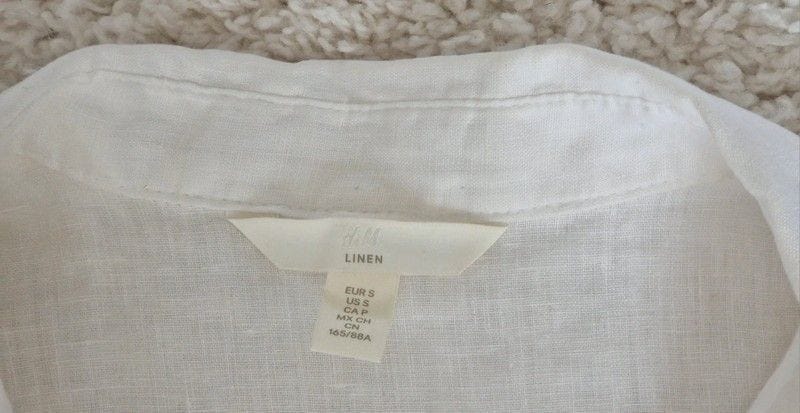 H&M
LINEN
EUR S
US S
CA P
MX CH
CN
165/88A